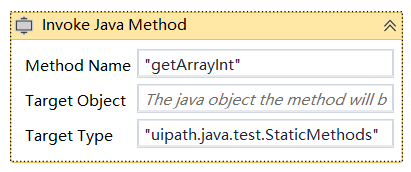 Invoke Java Method
Method Name "getArrayInt"
Target Object The java object the method will b
Target Type "uipath.java.test.StaticMethods"